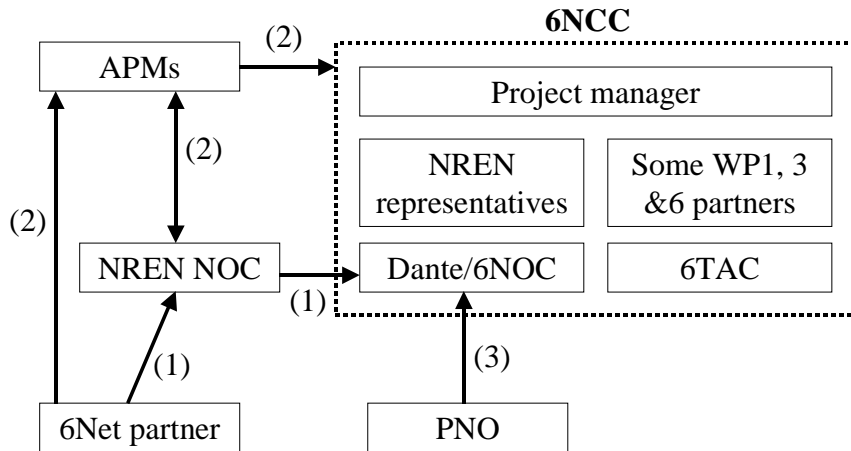 6NCC
(2)
APMs
Project manager
(2)
NREN
representatives
Some WP1, 3
&6 partners
(2)
NREN NOC
(1)
Dante/6NOC
6TAC
(1)
(3)
6Net partner
PNO